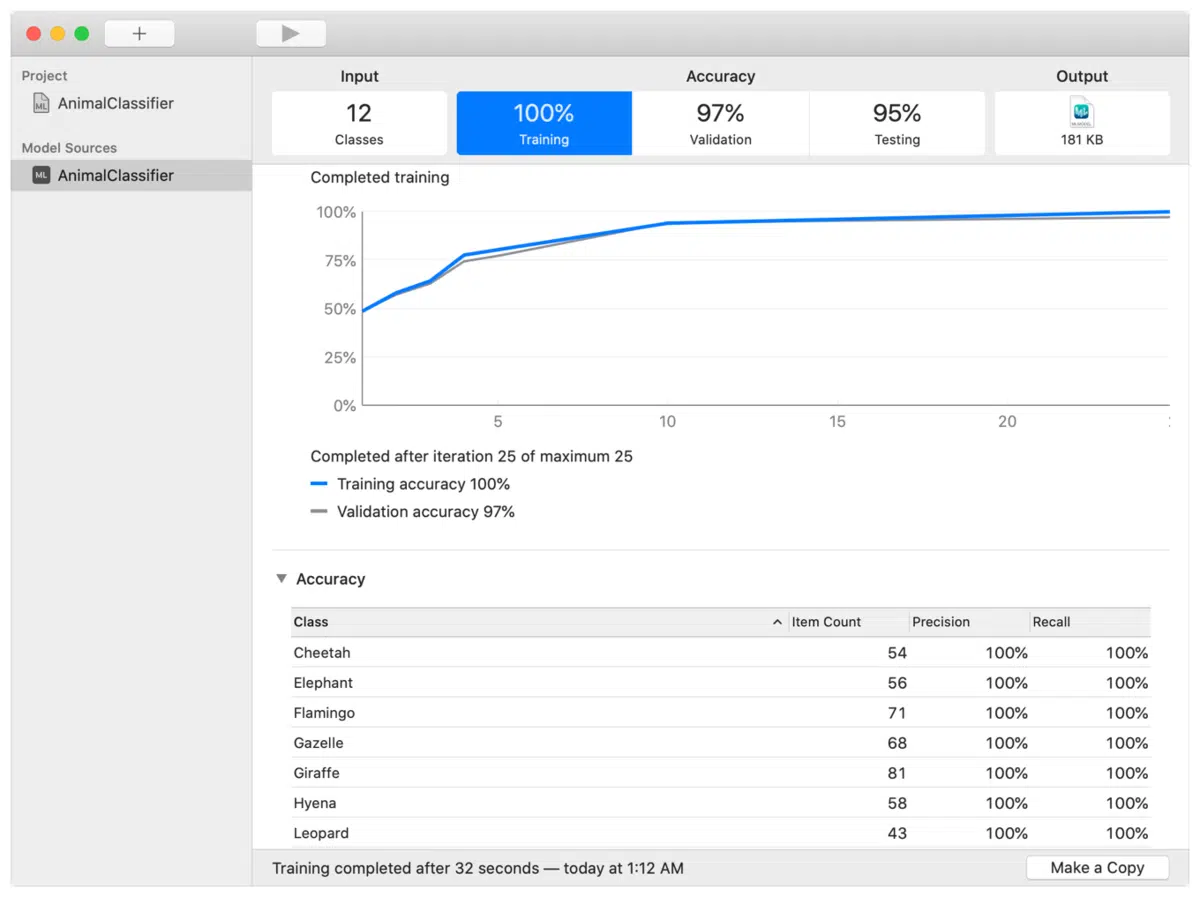 Project
AnimalClassifier
Model Sources
AnimalClassifier
Input
12
Classes
Accuracy
100%
Training
97%
Validation
95%
Testing
Output
181 KB
Completed training
100%
75%
50%
25%
0%
5 10 15 20
Completed after iteration 25 of maximum 25
Training accuracy 100%
Validation accuracy 97%
Accuracy
Class Item Count Precision Recall
Cheetah 54 100% 100%
Elephant 56 100% 100%
Flamingo 71 100% 100%
Gazelle 68 100% 100%
Giraffe 81 100% 100%
Hyena 58 100% 100%
Leopard 43 100% 100%
Training completed after 32 seconds — today at 1:12 AM
Make a Copy